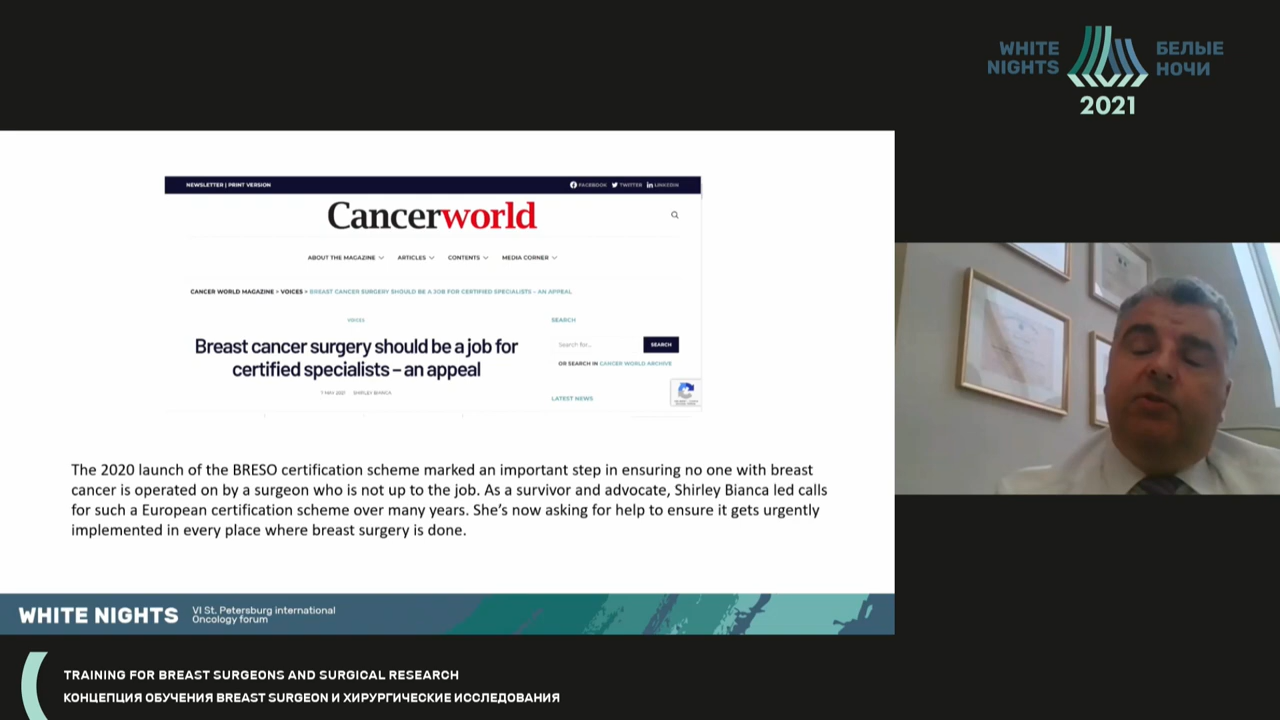 WHITE NIGHTS
БЕЛЫЕ НОЧИ
2021
NEWSLETTER | PRINT VERSION
FACEBOOK TWITTER LINKEDIN
Cancerworld
ABOUT THE MAGAZINE ARTICLES CONTENTS MEDIA CORNER
CANCER WORLD MAGAZINE > VOICES > BREAST CANCER SURGERY SHOULD BE A JOB FOR CERTIFIED SPECIALISTS – AN APPEAL
VOICES
SEARCH
Breast cancer surgery should be a job for
certified specialists – an appeal
Search for...
SEARCH
OR SEARCH IN CANCER WORLD ARCHIVE
7 MAY 2021 SHIRLEY BIANCA
LATEST NEWS
The 2020 launch of the BRESO certification scheme marked an important step in ensuring no one with breast
cancer is operated on by a surgeon who is not up to the job. As a survivor and advocate, Shirley Bianca led calls
for such a European certification scheme over many years. She's now asking for help to ensure it gets urgently
implemented in every place where breast surgery is done.
WHITE NIGHTS
VI St. Petersburg international
Oncology forum
TRAINING FOR BREAST SURGEONS AND SURGICAL RESEARCH
КОНЦЕПЦИЯ ОБУЧЕНИЯ BREAST SURGEON И ХИРУРГИЧЕСКИЕ ИССЛЕДОВАНИЯ